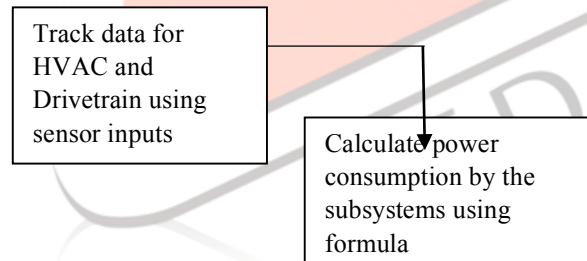 Track data for
HVAC and
Drivetrain using
sensor inputs
Calculate power
consumption by the
subsystems using
formula